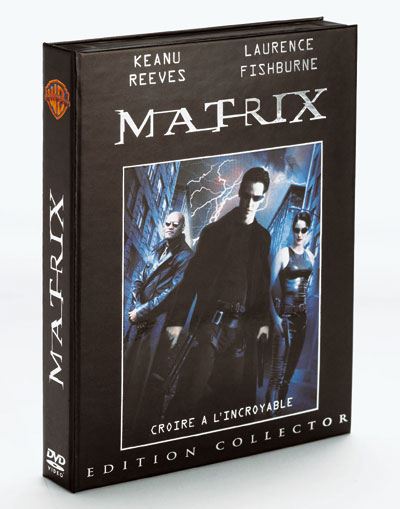 KEANU REEVES
LAURENCE FISHBURNE
MATRIX
CROIRE A L'INCROYABLE
EDITION COLLECTOR
MATRIX
DVD
VIDEO